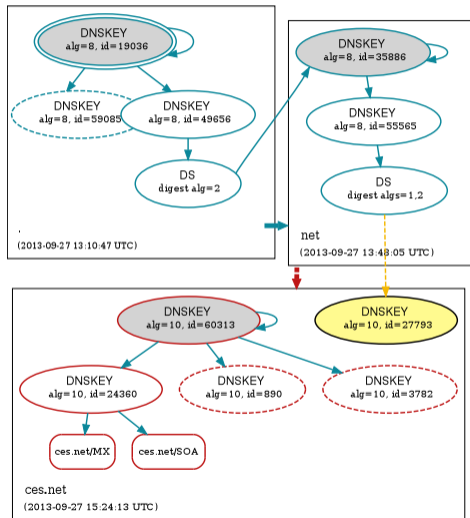 DNSKEY
alg=8, id=19036
DNSKEY
alg=8, id=59085
DNSKEY
alg=8, id=49656
DS
digest alg=2
.
(2013-09-27 13:10:47 UTC)
DNSKEY
alg=8, id=35886
DNSKEY
alg=8, id=55565
DS
digest algs=1,2
net
(2013-09-27 13:48:05 UTC)
DNSKEY
alg=10, id=60313
DNSKEY
alg=10, id=27793
DNSKEY
alg=10, id=24360
DNSKEY
alg=10, id=890
DNSKEY
alg=10, id=3782
ces.net/MX
ces.net/SOA
ces.net
(2013-09-27 15:24:13 UTC)